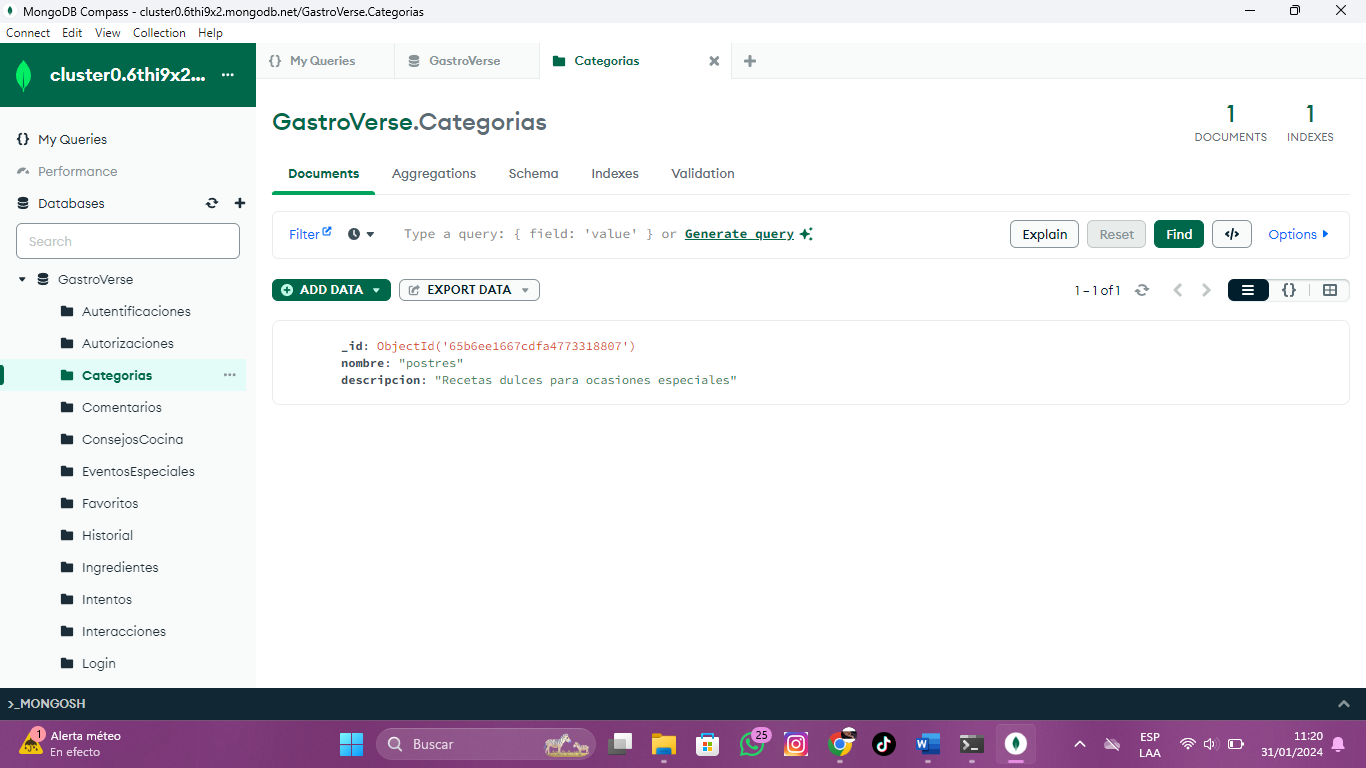 MongoDB Compass - cluster0.6thi9x2.mongodb.net/GastroVerse.Categorias
Connect Edit View Collection Help
cluster0.6thi9x2... ...
My Queries
Performance
Databases
Search
GastroVerse
Autentificaciones
Autorizaciones
Categorias ...
Comentarios
ConsejosCocina
EventosEspeciales
Favoritos
Historial
Ingredientes
Intentos
Interacciones
Login
{} My Queries GastroVerse Categorias
GastroVerse.Categorias
1 DOCUMENTS
1 INDEXES
Documents Aggregations Schema Indexes Validation
Filter Type a query: { field: 'value' } or Generate query Explain Reset Find </> Options
ADD DATA EXPORT DATA 1 – 1 of 1 {}
_id: ObjectId('65b6ee1667cdfa4773318807')
nombre: "postres"
descripcion: "Recetas dulces para ocasiones especiales"
>_MONGOSH
1
Alerta méteo
En efecto
Buscar
25
ESP
LAA
11:20
31/01/2024